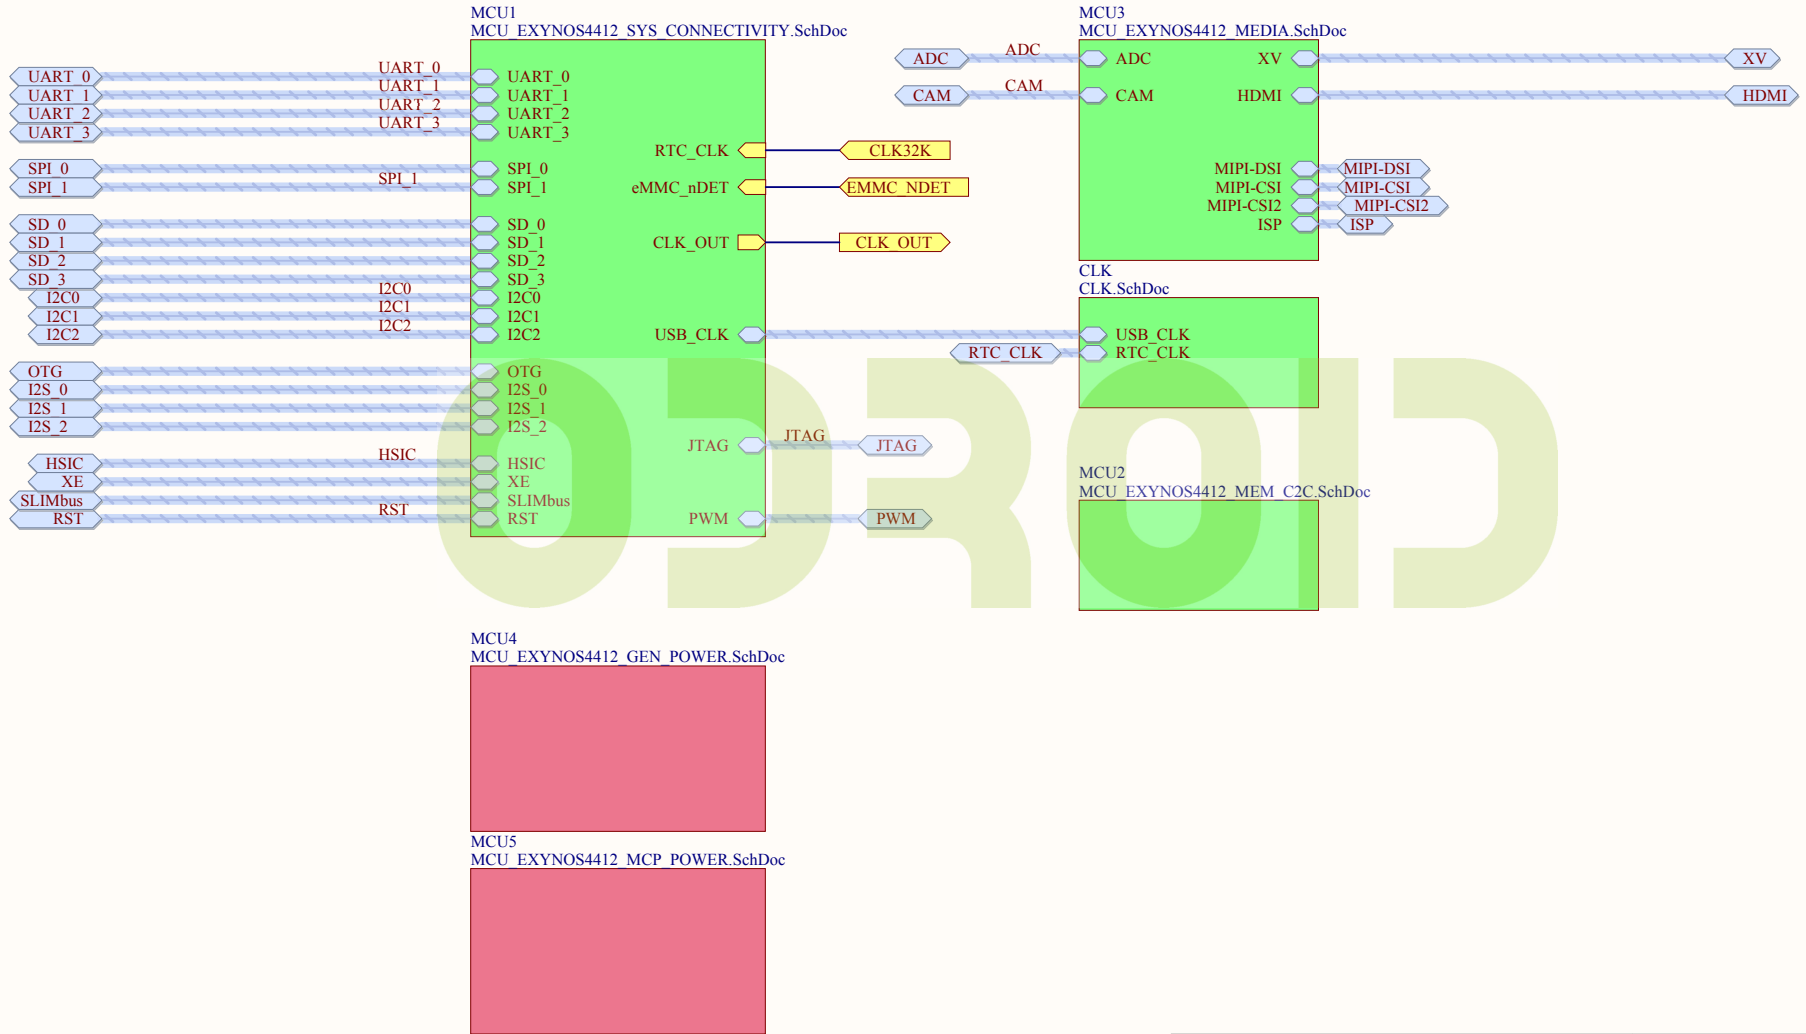 MCU1
MCU_EXYNOS4412_SYS_CONNECTIVITY.SchDoc
UART_0 UART_0 UART_0
UART_1 UART_1 UART_1
UART_2 UART_2 UART_2
UART_3 UART_3 UART_3
RTC_CLK CLK32K
SPI_0 SPI_0
SPI_1 SPI_1 SPI_1 eMMC_nDET EMMC_NDET
SD_0 SD_0
SD_1 SD_1 CLK_OUT CLK_OUT
SD_2 SD_2
SD_3 SD_3
I2C0 I2C0 I2C0
I2C1 I2C1 I2C1
I2C2 I2C2 I2C2 USB_CLK
OTG OTG
I2S_0 I2S_0
I2S_1 I2S_1
I2S_2 I2S_2
JTAG JTAG JTAG
HSIC HSIC HSIC
XE XE
SLIMbus SLIMbus
RST RST RST PWM PWM
MCU3
MCU_EXYNOS4412_MEDIA.SchDoc
ADC ADC ADC XV XV
CAM CAM CAM HDMI HDMI
MIPI-DSI MIPI-DSI
MIPI-CSI MIPI-CSI
MIPI-CSI2 MIPI-CSI2
ISP ISP
CLK
CLK.SchDoc
USB_CLK
RTC_CLK RTC_CLK
ODROID
MCU2
MCU_EXYNOS4412_MEM_C2C.SchDoc
MCU4
MCU_EXYNOS4412_GEN_POWER.SchDoc
MCU5
MCU_EXYNOS4412_MCP_POWER.SchDoc